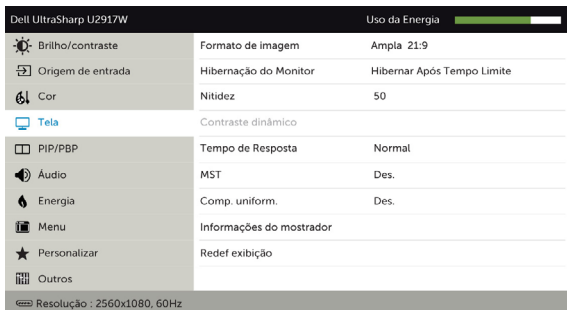 Dell UltraSharp U2917W Uso da Energia
Brilho/contraste Formato de imagem Ampla 21:9
Origem de entrada Hibernação do Monitor Hibernar Após Tempo Limite
Cor Nitidez 50
Tela Contraste dinâmico
PIP/PBP Tempo de Resposta Normal
Áudio MST Des.
Energia Comp. uniform. Des.
Menu Informações do mostrador
Personalizar Redef exibição
Outros
Resolução : 2560x1080, 60Hz